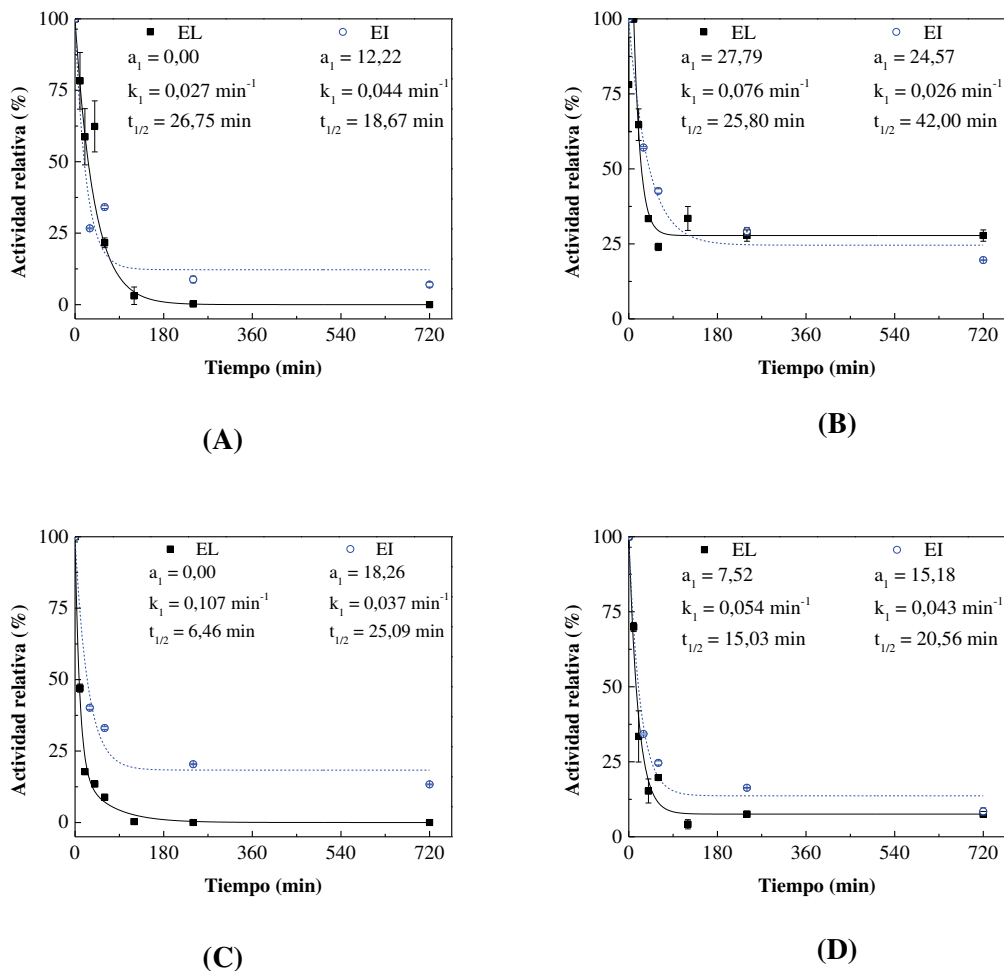 100
75
50
25
0
Actividad relativa (%)
EL EI
a1 = 0,00 12,22
k1 = 0,027 min-1 0,044 min-1
t1/2 = 26,75 min 18,67 min
0 180 360 540 720
Tiempo (min)
(A)
100
75
50
25
0
Actividad relativa (%)
EL EI
a1 = 27,79 a1 = 24,57
k1 = 0,076 min-1 k1 = 0,026 min-1
t1/2 = 25,80 min t1/2 = 42,00 min
0 180 360 540 720
Tiempo (min)
(B)
100
75
50
25
0
Actividad relativa (%)
EL EI
a1 = 0,00 a1 = 18,26
k1 = 0,107 min-1 k1 = 0,037 min-1
t1/2 = 6,46 min t1/2 = 25,09 min
0 180 360 540 720
Tiempo (min)
(C)
100
75
50
25
0
Actividad relativa (%)
EL EI
a1 = 7,52 a1 = 15,18
k1 = 0,054 min-1 k1 = 0,043 min-1
t1/2 = 15,03 min t1/2 = 20,56 min
0 180 360 540 720
Tiempo (min)
(D)